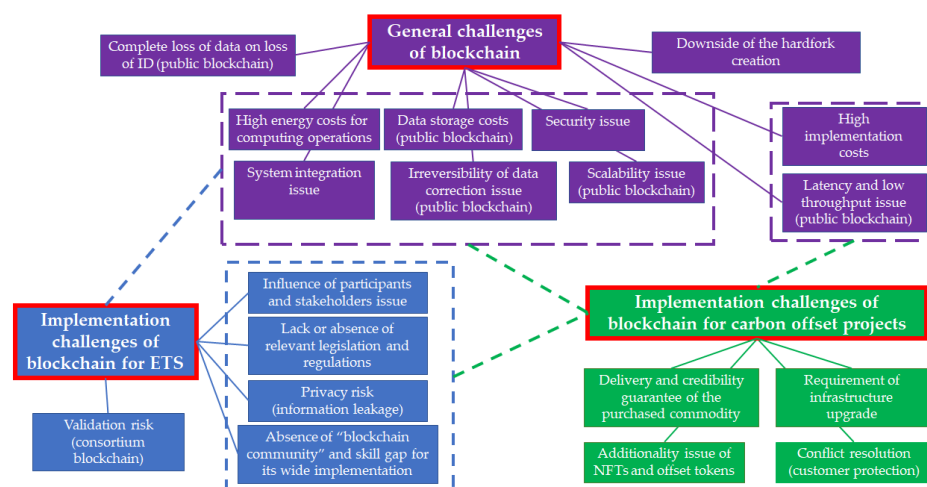 General challenges
of blockchain
Complete loss of data on loss
of ID (public blockchain)
Downside of the hardfork
creation
High energy costs for
computing operations
Data storage costs
(public blockchain)
Security issue
High
implementation
costs
System integration
issue
Irreversibility of data
correction issue
(public blockchain)
Scalability issue
(public blockchain)
Latency and low
throughput issue
(public blockchain)
Implementation
challenges of
blockchain for ETS
Influence of participants
and stakeholders issue
Lack or absence of
relevant legislation and
regulations
Privacy risk
(information leakage)
Absence of “blockchain
community” and skill gap for
its wide implementation
Validation risk
(consortium
blockchain)
Implementation challenges of
blockchain for carbon offset projects
Delivery and credibility
guarantee of the
purchased commodity
Requirement of
infrastructure
upgrade
Additionality issue of
NFTs and offset tokens
Conflict resolution
(customer protection)